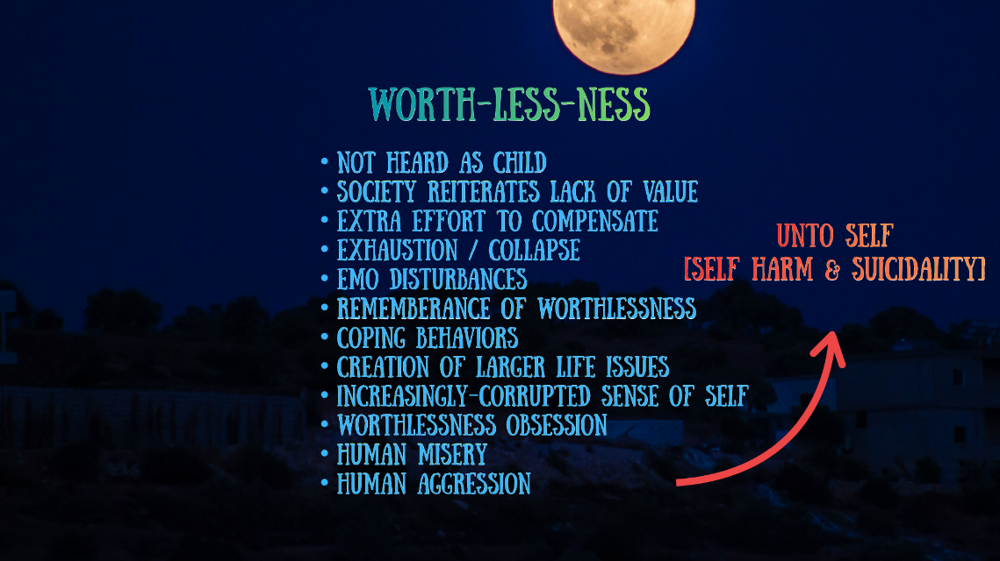 WORTH-LESS-NESS
• NOT HEARD AS CHILD
• SOCIETY REITERATES LACK OF VALUE
• EXTRA EFFORT TO COMPENSATE
• EXHAUSTION / COLLAPSE
• EMO DISTURBANCES
• REMEMBERANCE OF WORTHLESSNESS
• COPING BEHAVIORS
• CREATION OF LARGER LIFE ISSUES
• INCREASINGLY-CORRUPTED SENSE OF SELF
• WORTHLESSNESS OBSESSION
• HUMAN MISERY
• HUMAN AGGRESSION
UNTO SELF
[SELF HARM & SUICIDALITY]